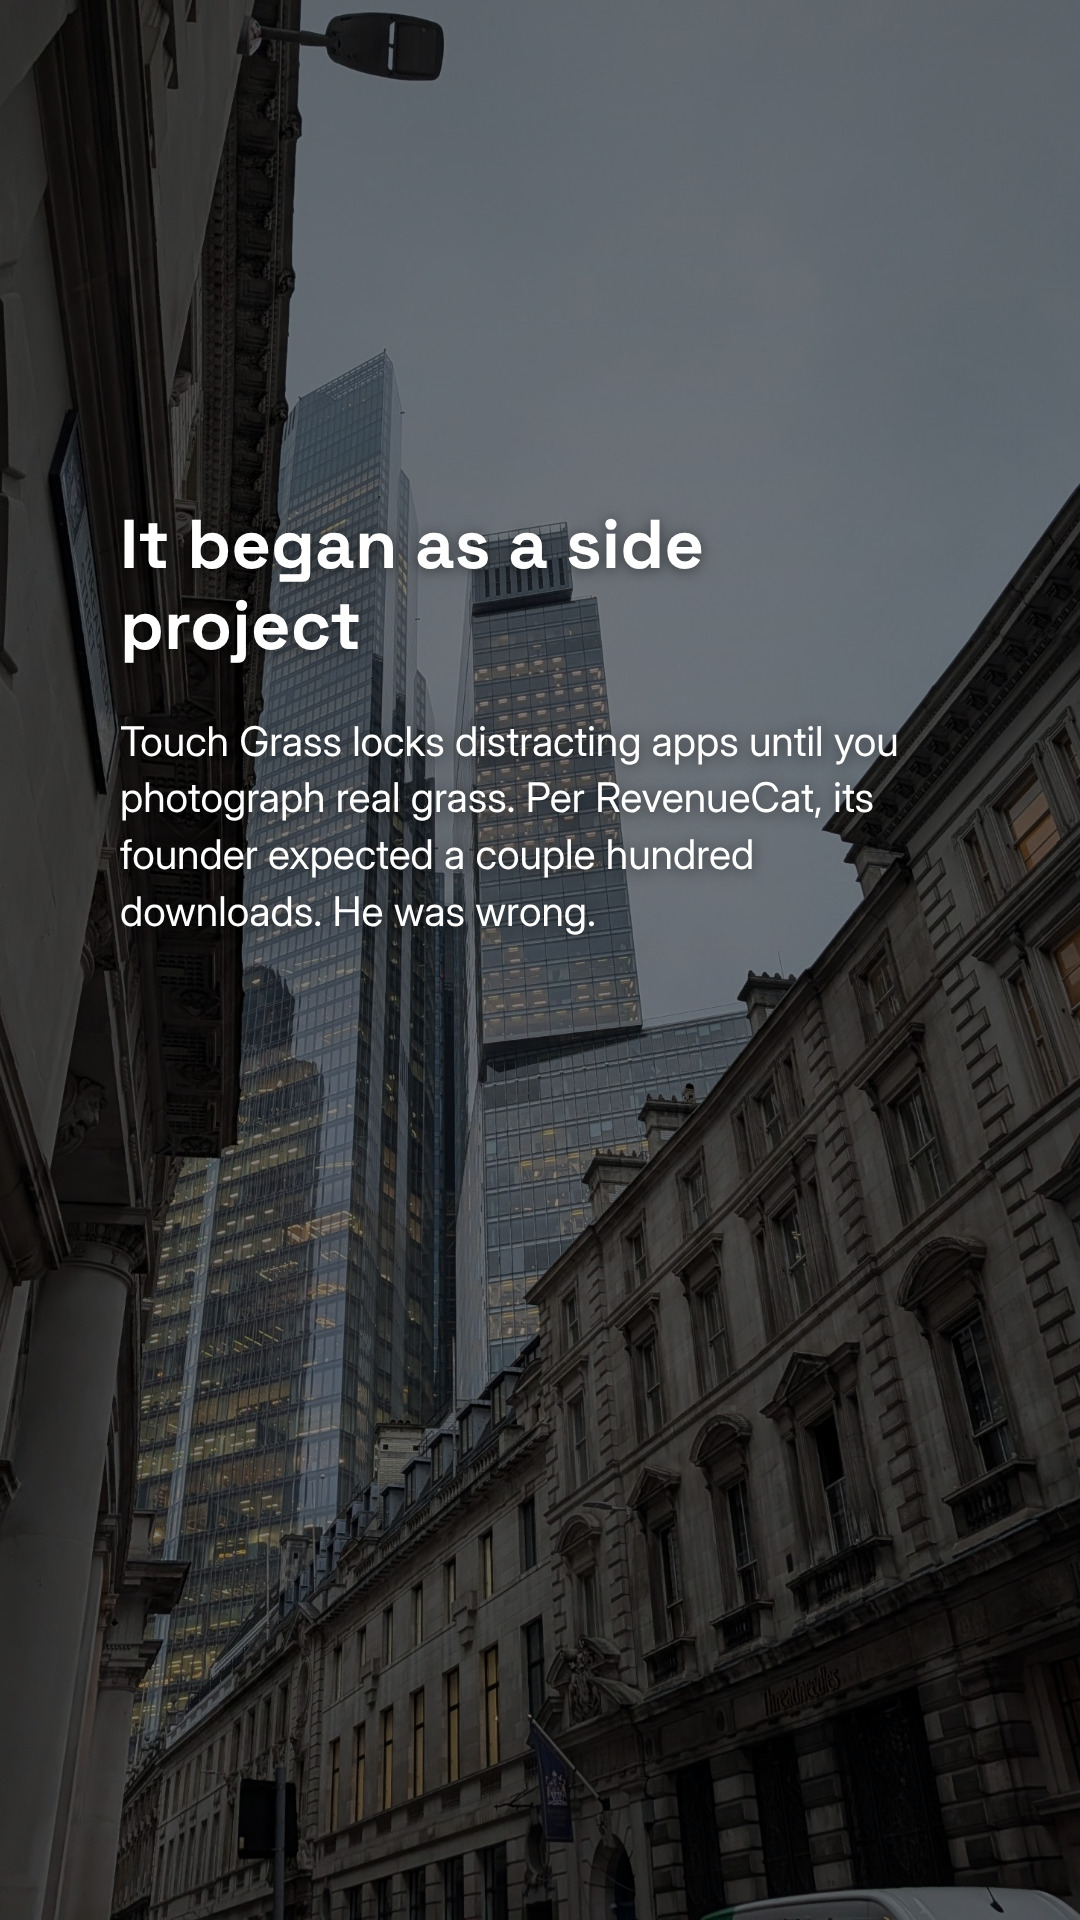 It began as a side
project
Touch Grass locks distracting apps until you
photograph real grass. Per RevenueCat, its
founder expected a couple hundred
downloads. He was wrong.
Threadneedles